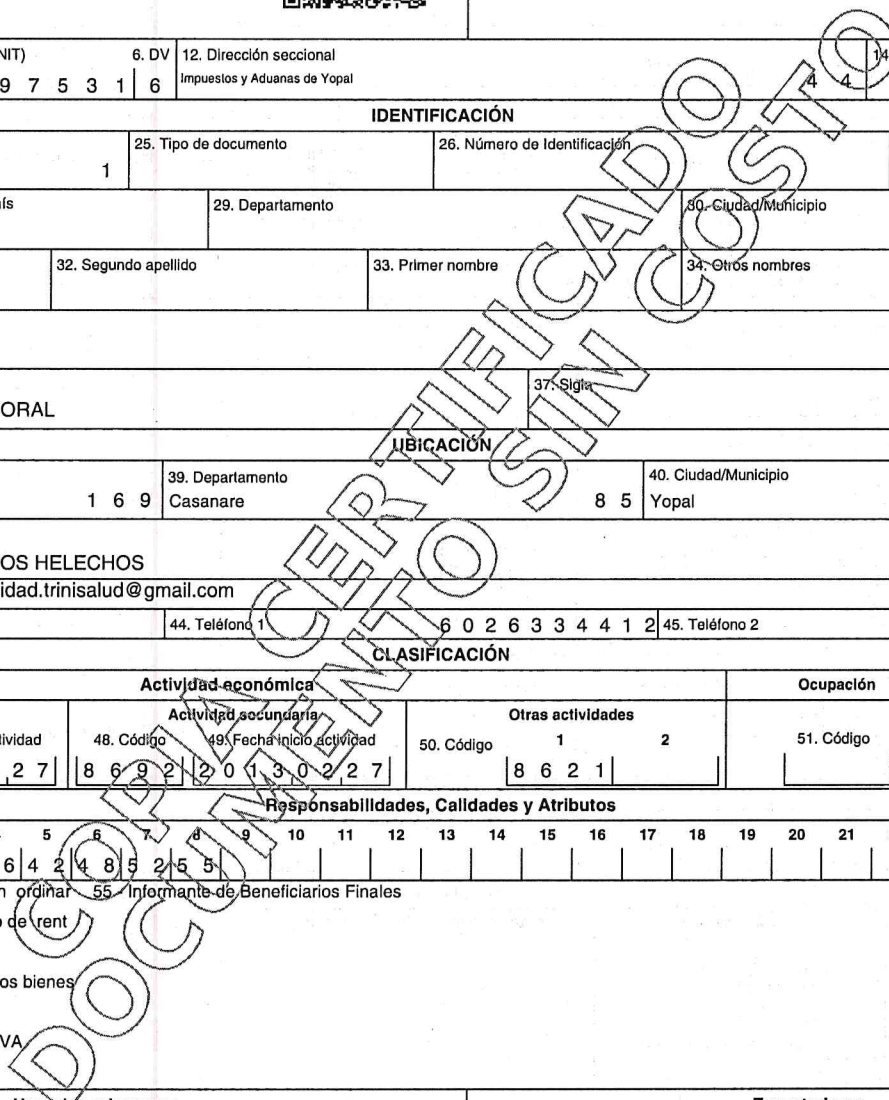 NIT) 6. DV 12. Dirección seccional 14
9 7 5 3 1 6 Impuestos y Aduanas de Yopal 4 4
IDENTIFICACIÓN
25. Tipo de documento 26. Número de Identificación
1
ís 29. Departamento 30. Ciudad/Municipio
32. Segundo apellido 33. Primer nombre 34. Otros nombres
37. Sigla
ORAL
UBICACIÓN
39. Departamento 40. Ciudad/Municipio
1 6 9 Casanare 8 5 Yopal
OS HELECHOS
idad.trinisalud@gmail.com
44. Teléfono 1 6 0 2 6 3 3 4 4 1 2 45. Teléfono 2
CLASIFICACIÓN
Actividad económica Ocupación
Actividad secundaria Otras actividades
ividad 48. Código 49. Fecha inicio actividad 50. Código 1 2 51. Código
2 7 8 6 9 2 2 0 1 3 0 2 2 7 8 6 2 1
Responsabilidades, Calidades y Atributos
5 6 7 8 9 10 11 12 13 14 15 16 17 18 19 20 21
6 4 2 4 8 5 2 5 5
n ordinar 55 - Informante de Beneficiarios Finales
o de rent
os bienes
VA
COPIA CERTIFICADO
DOCUMENTO SIN COSTO